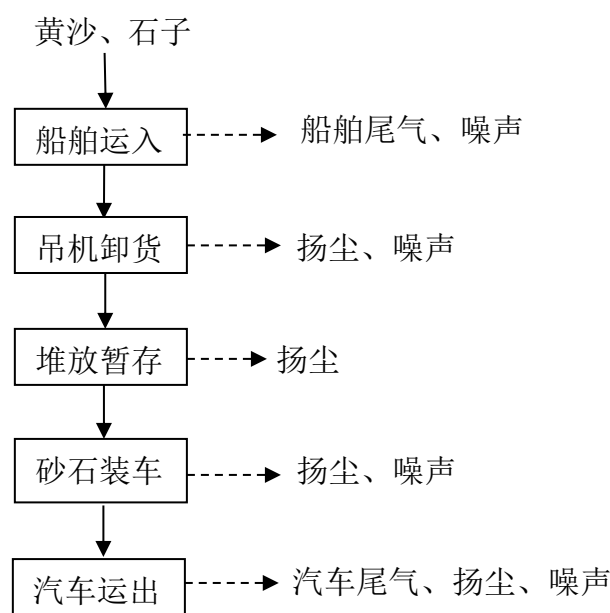 黄沙、石子
船舶运入
船舶尾气、噪声
吊机卸货
扬尘、噪声
堆放暂存
扬尘
砂石装车
扬尘、噪声
汽车运出
汽车尾气、扬尘、噪声